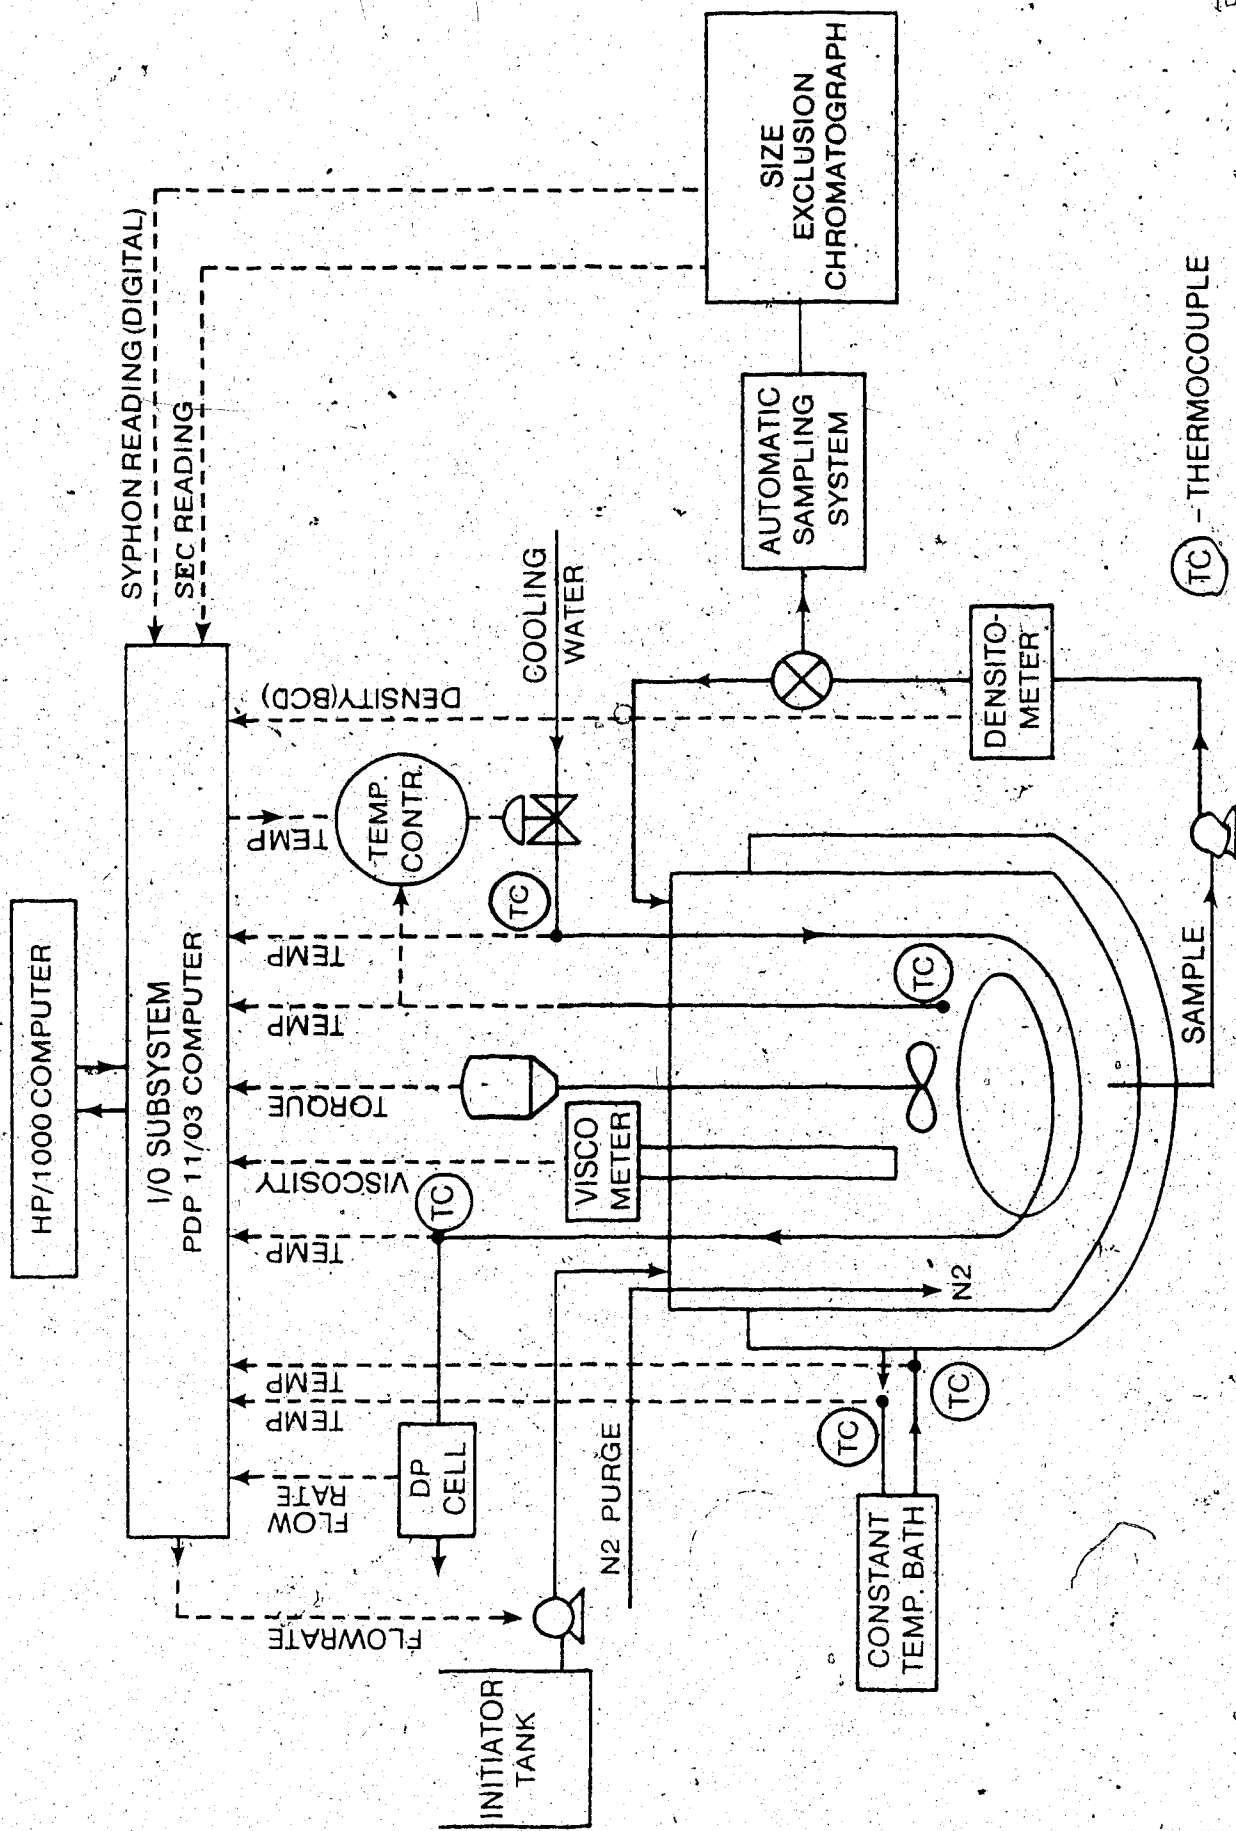 HP/1000 COMPUTER
I/O SUBSYSTEM
PDP 11/03 COMPUTER
SYPHON READING (DIGITAL)
SEC READING
FLOWRATE
FLOW
RATE
TEMP
TEMP
TEMP
VISCOSITY
TORQUE
TEMP
TEMP
TEMP
DENSITY(BCD)
TEMP.
CONTR.
COOLING
WATER
INITIATOR
TANK
DP
CELL
TC
TC
VISCO
METER
N2 PURGE
N2
TC
CONSTANT
TEMP. BATH
TC
TC
SAMPLE
DENSITO-
METER
AUTOMATIC
SAMPLING
SYSTEM
SIZE
EXCLUSION
CHROMATOGRAPH
TC - THERMOCOUPLE